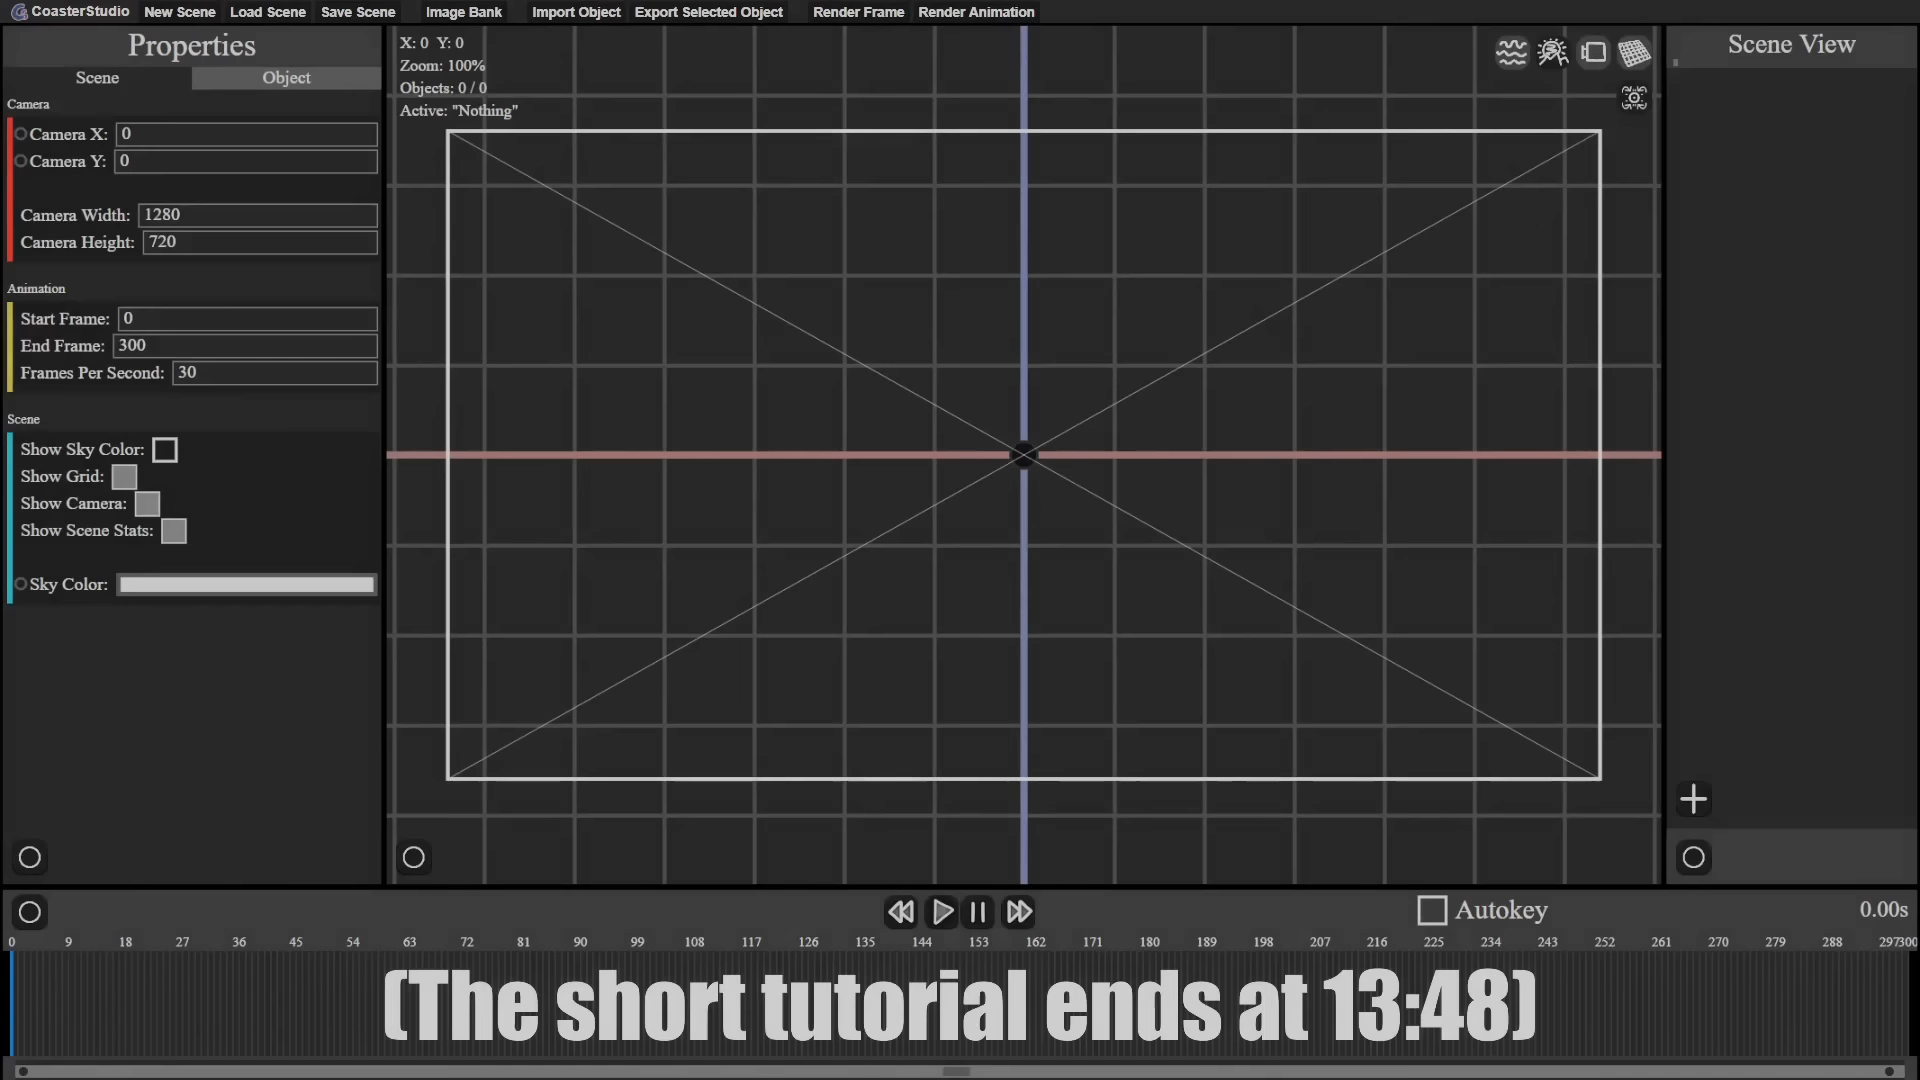 CoasterStudio New Scene Load Scene Save Scene Image Bank Import Object Export Selected Object Render Frame Render Animation
Properties
Scene Object
Camera
Camera X: 0
Camera Y: 0
Camera Width: 1280
Camera Height: 720
Animation
Start Frame: 0
End Frame: 300
Frames Per Second: 30
Scene
Show Sky Color:
Show Grid:
Show Camera:
Show Scene Stats:
Sky Color:
X: 0 Y: 0
Zoom: 100%
Objects: 0 / 0
Active: "Nothing"
Scene View
Autokey
0.00s
0 9 18 27 36 45 54 63 72 81 90 99 108 117 126 135 144 153 162 171 180 189 198 207 216 225 234 243 252 261 270 279 288 297300
(The short tutorial ends at 13:48)